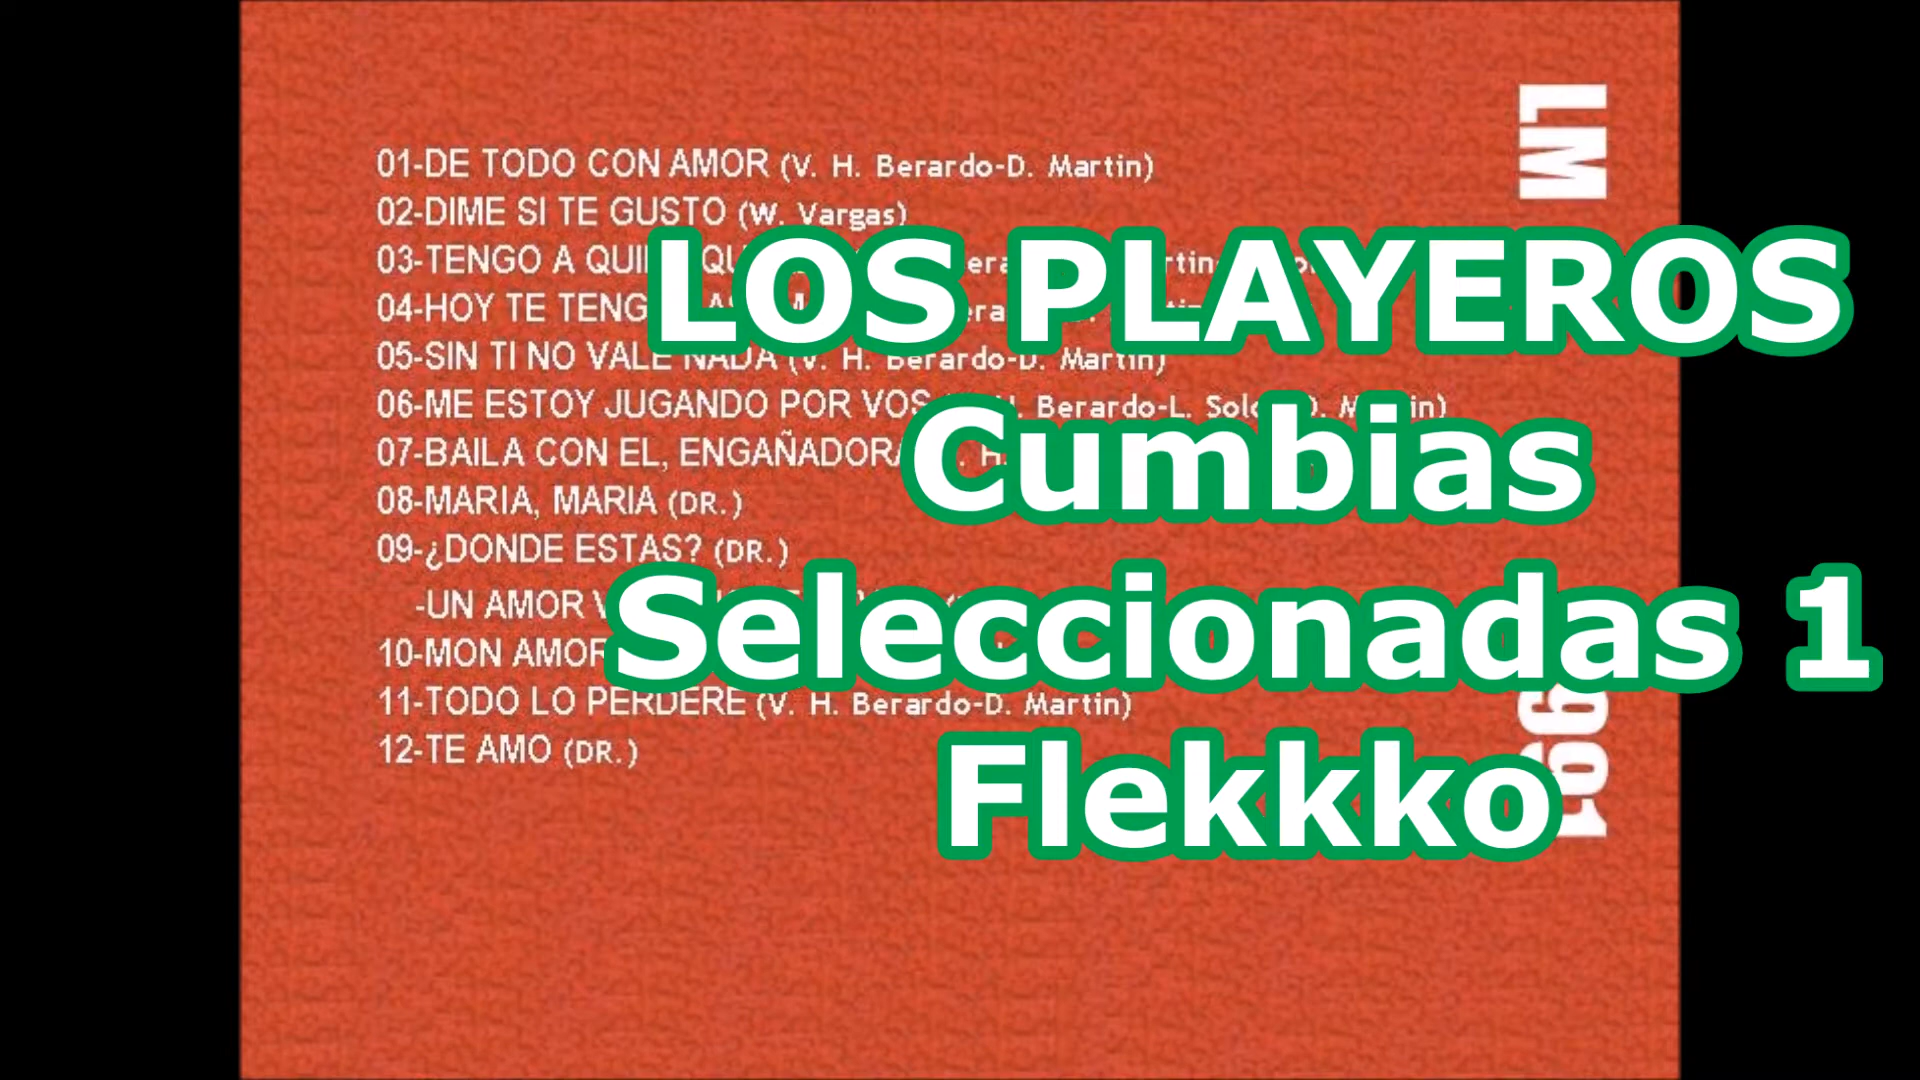 01-DE TODO CON AMOR (V. H. Berardo-D. Martin)
02-DIME SI TE GUSTO (W. Vargas)
03-TENGO A
04-HOY TE
05-SIN TI NO VALE NADA (V. H. Berardo-D. Martin)
06-ME ESTOY JUGANDO POR VOS H. Berardo-L.
07-BAILA CON EL, ENGAÑADORA
08-MARIA, MARIA (DR.)
09-¿DONDE ESTAS? (DR.)
-UN AMOR
10-MON AMOR
11-TODO LO PERDERE (V. H. Berardo-D. Martin)
12-TE AMO (DR.)
LM
991
LOS PLAYEROS
Cumbias
Seleccionadas 1
Flekkko